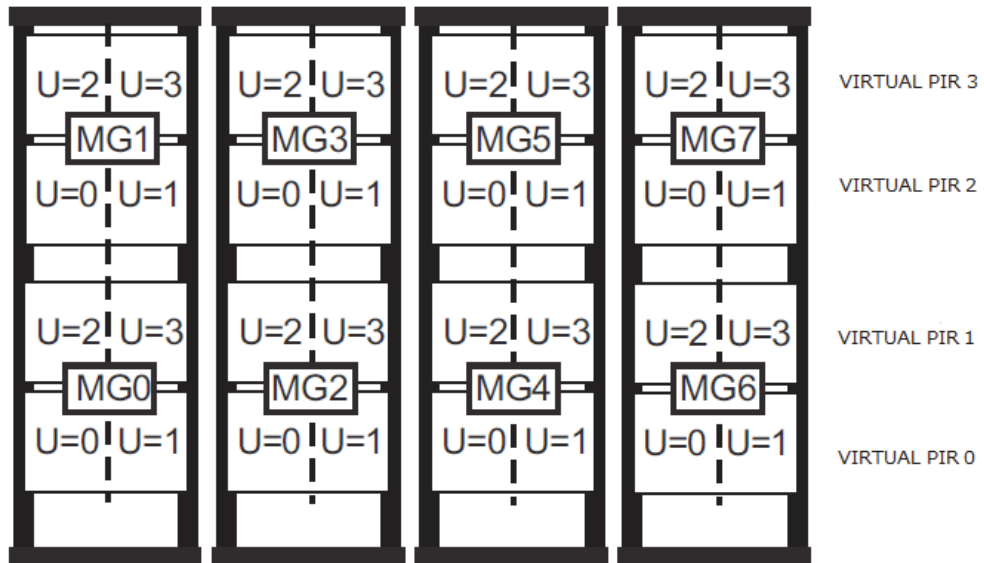 U=2 U=3 U=2 U=3 U=2 U=3 U=2 U=3 VIRTUAL PIR 3
MG1 MG3 MG5 MG7
U=0 U=1 U=0 U=1 U=0 U=1 U=0 U=1 VIRTUAL PIR 2
U=2 U=3 U=2 U=3 U=2 U=3 U=2 U=3 VIRTUAL PIR 1
MG0 MG2 MG4 MG6
U=0 U=1 U=0 U=1 U=0 U=1 U=0 U=1 VIRTUAL PIR 0